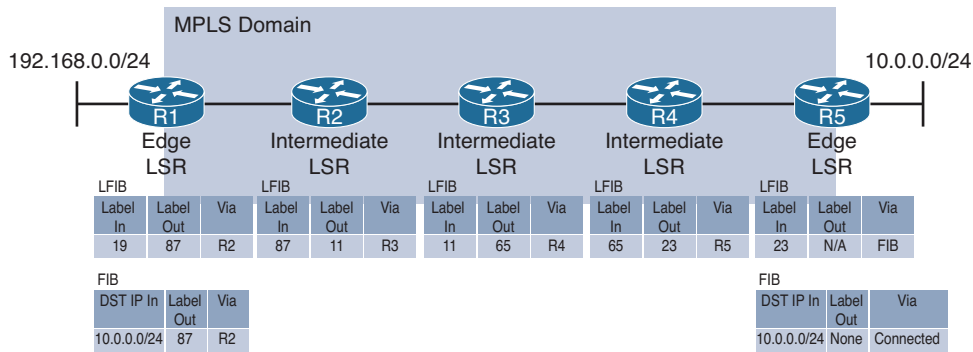 MPLS Domain
192.168.0.0/24
10.0.0.0/24
R1 R2 R3 R4 R5
Edge LSR
Intermediate LSR
Intermediate LSR
Intermediate LSR
Edge LSR
LFIB
Label In Label Out Via
19 87 R2
LFIB
Label In Label Out Via
87 11 R3
LFIB
Label In Label Out Via
11 65 R4
LFIB
Label In Label Out Via
65 23 R5
LFIB
Label In Label Out Via
23 N/A FIB
FIB
DST IP In Label Out Via
10.0.0.0/24 87 R2
FIB
DST IP In Label Out Via
10.0.0.0/24 None Connected